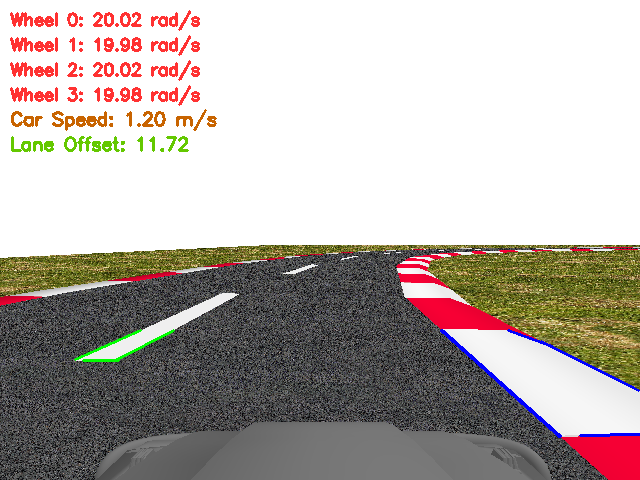 Wheel 0: 20.02 rad/s
Wheel 1: 19.98 rad/s
Wheel 2: 20.02 rad/s
Wheel 3: 19.98 rad/s
Car Speed: 1.20 m/s
Lane Offset: 11.72